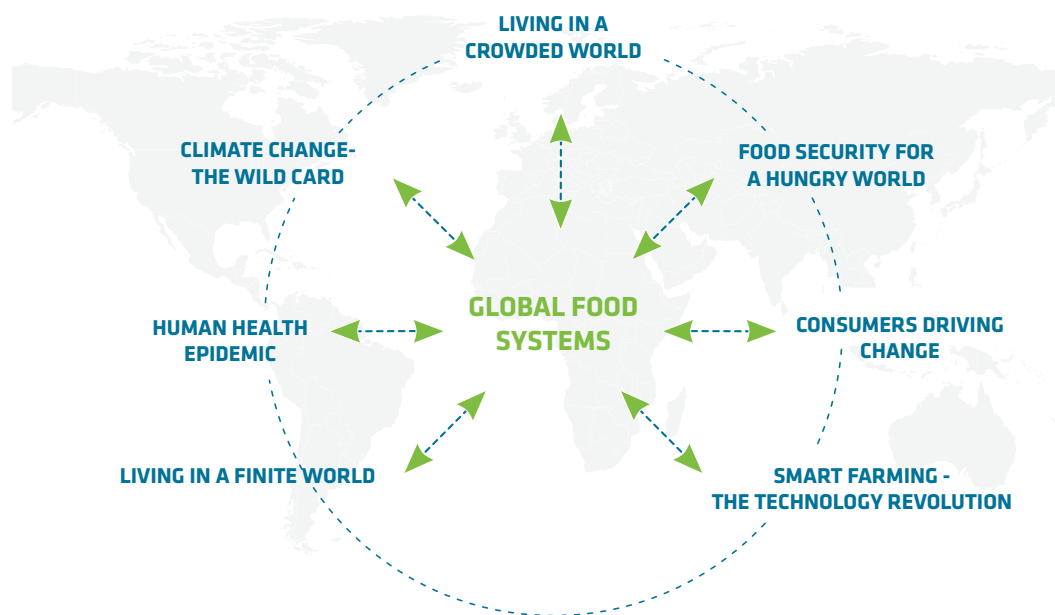 LIVING IN A
CROWDED WORLD
CLIMATE CHANGE-
THE WILD CARD
FOOD SECURITY FOR
A HUNGRY WORLD
GLOBAL FOOD
SYSTEMS
HUMAN HEALTH
EPIDEMIC
CONSUMERS DRIVING
CHANGE
LIVING IN A FINITE WORLD
SMART FARMING -
THE TECHNOLOGY REVOLUTION